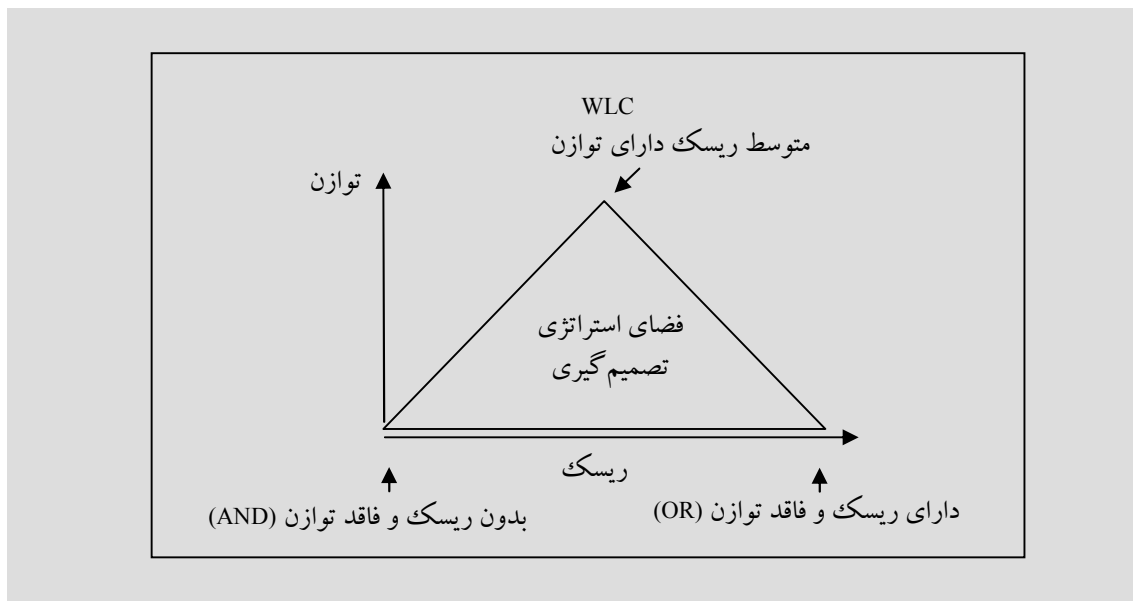 WLC
متوسط ریسک دارای توازن
توازن
فضای استراتژی
تصمیم‌گیری
ریسک
دارای ریسک و فاقد توازن (OR)
بدون ریسک و فاقد توازن (AND)